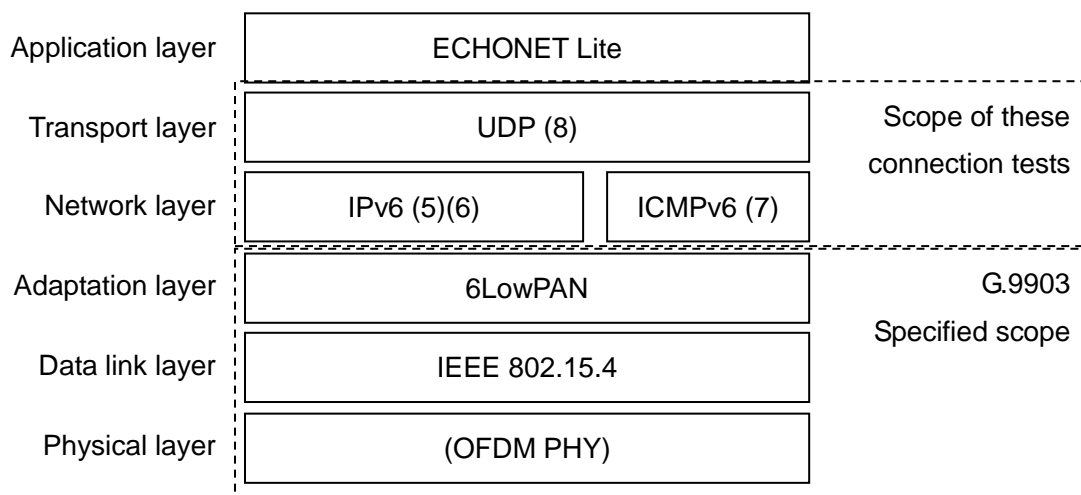 Application layer
ECHONET Lite
Transport layer
UDP (8)
Scope of these
connection tests
Network layer
IPv6 (5)(6)
ICMPv6 (7)
Adaptation layer
6LowPAN
G.9903
Specified scope
Data link layer
IEEE 802.15.4
Physical layer
(OFDM PHY)